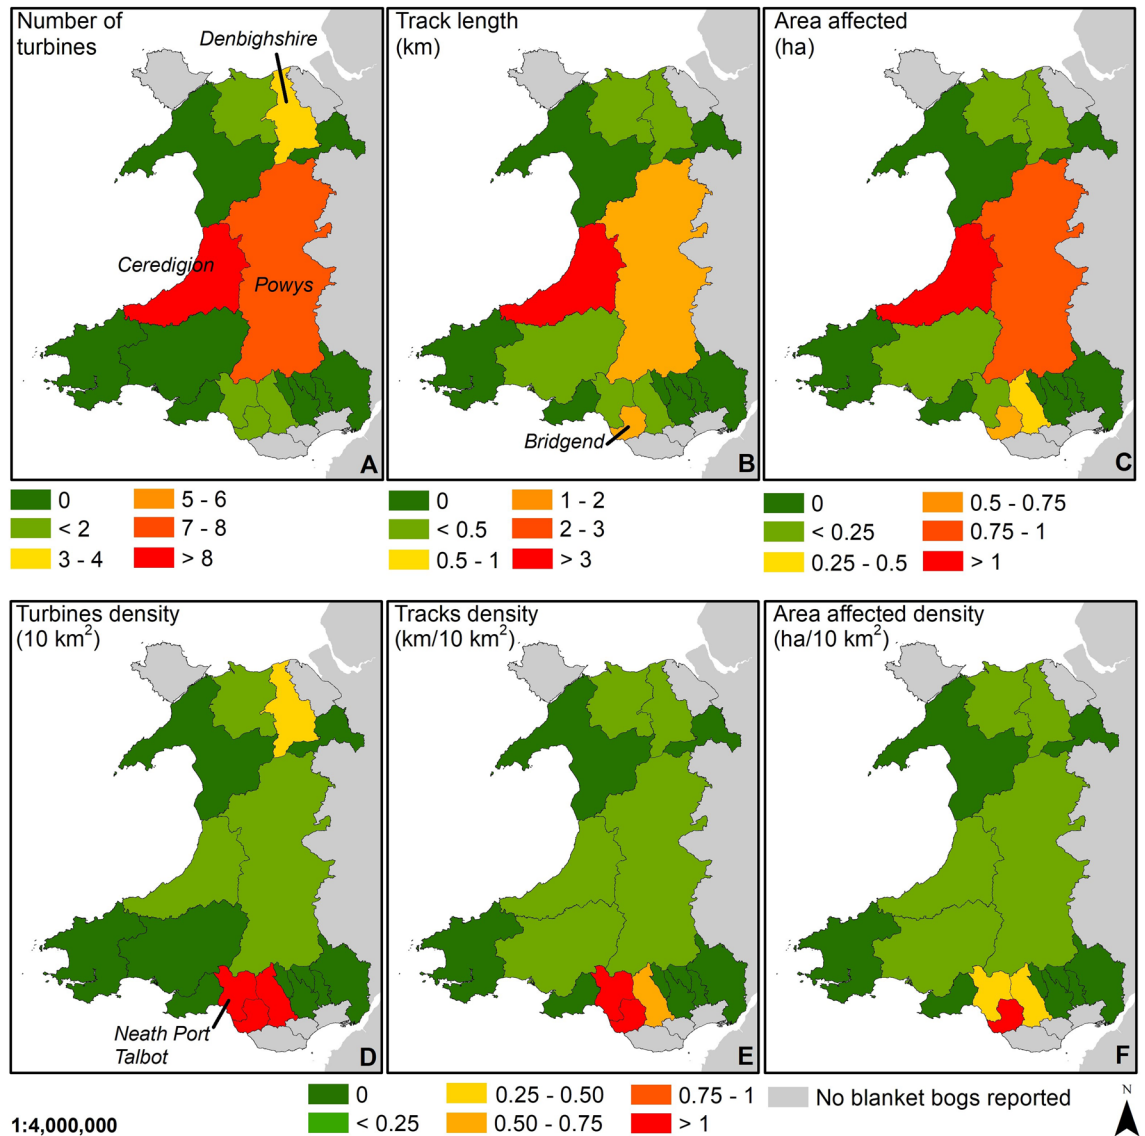 Number of
turbines
Denbighshire
Ceredigion
Powys
A
Track length
(km)
Bridgend
B
Area affected
(ha)
C
0
< 2
3 - 4
5 - 6
7 - 8
> 8
0
< 0.5
0.5 - 1
1 - 2
2 - 3
> 3
0
< 0.25
0.25 - 0.5
0.5 - 0.75
0.75 - 1
> 1
Turbines density
(10 km²)
Neath Port
Talbot
D
Tracks density
(km/10 km²)
E
Area affected density
(ha/10 km²)
F
0
< 0.25
0.25 - 0.50
0.50 - 0.75
0.75 - 1
> 1
No blanket bogs reported
N
1:4,000,000